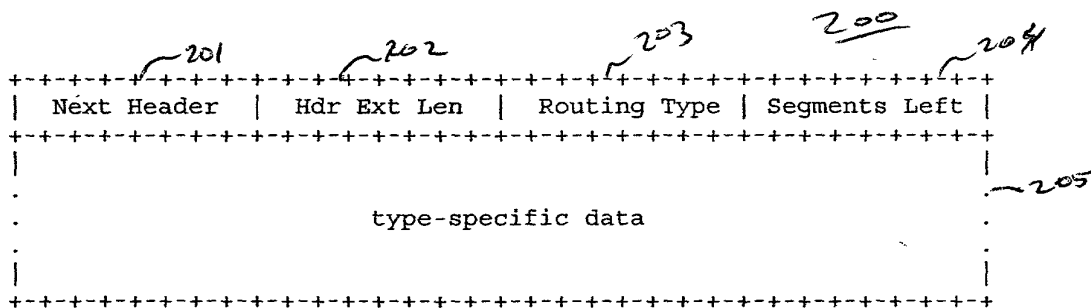 200
201 202 203 204
+-+-+-+-+-+-+-+-+-+-+-+-+-+-+-+-+-+-+-+-+-+-+-+-+-+-+-+-+-+-+-+-+
| Next Header | Hdr Ext Len | Routing Type | Segments Left |
+-+-+-+-+-+-+-+-+-+-+-+-+-+-+-+-+-+-+-+-+-+-+-+-+-+-+-+-+-+-+-+-+
|                                                               |
. 205
. type-specific data .
. .
| |
+-+-+-+-+-+-+-+-+-+-+-+-+-+-+-+-+-+-+-+-+-+-+-+-+-+-+-+-+-+-+-+-+